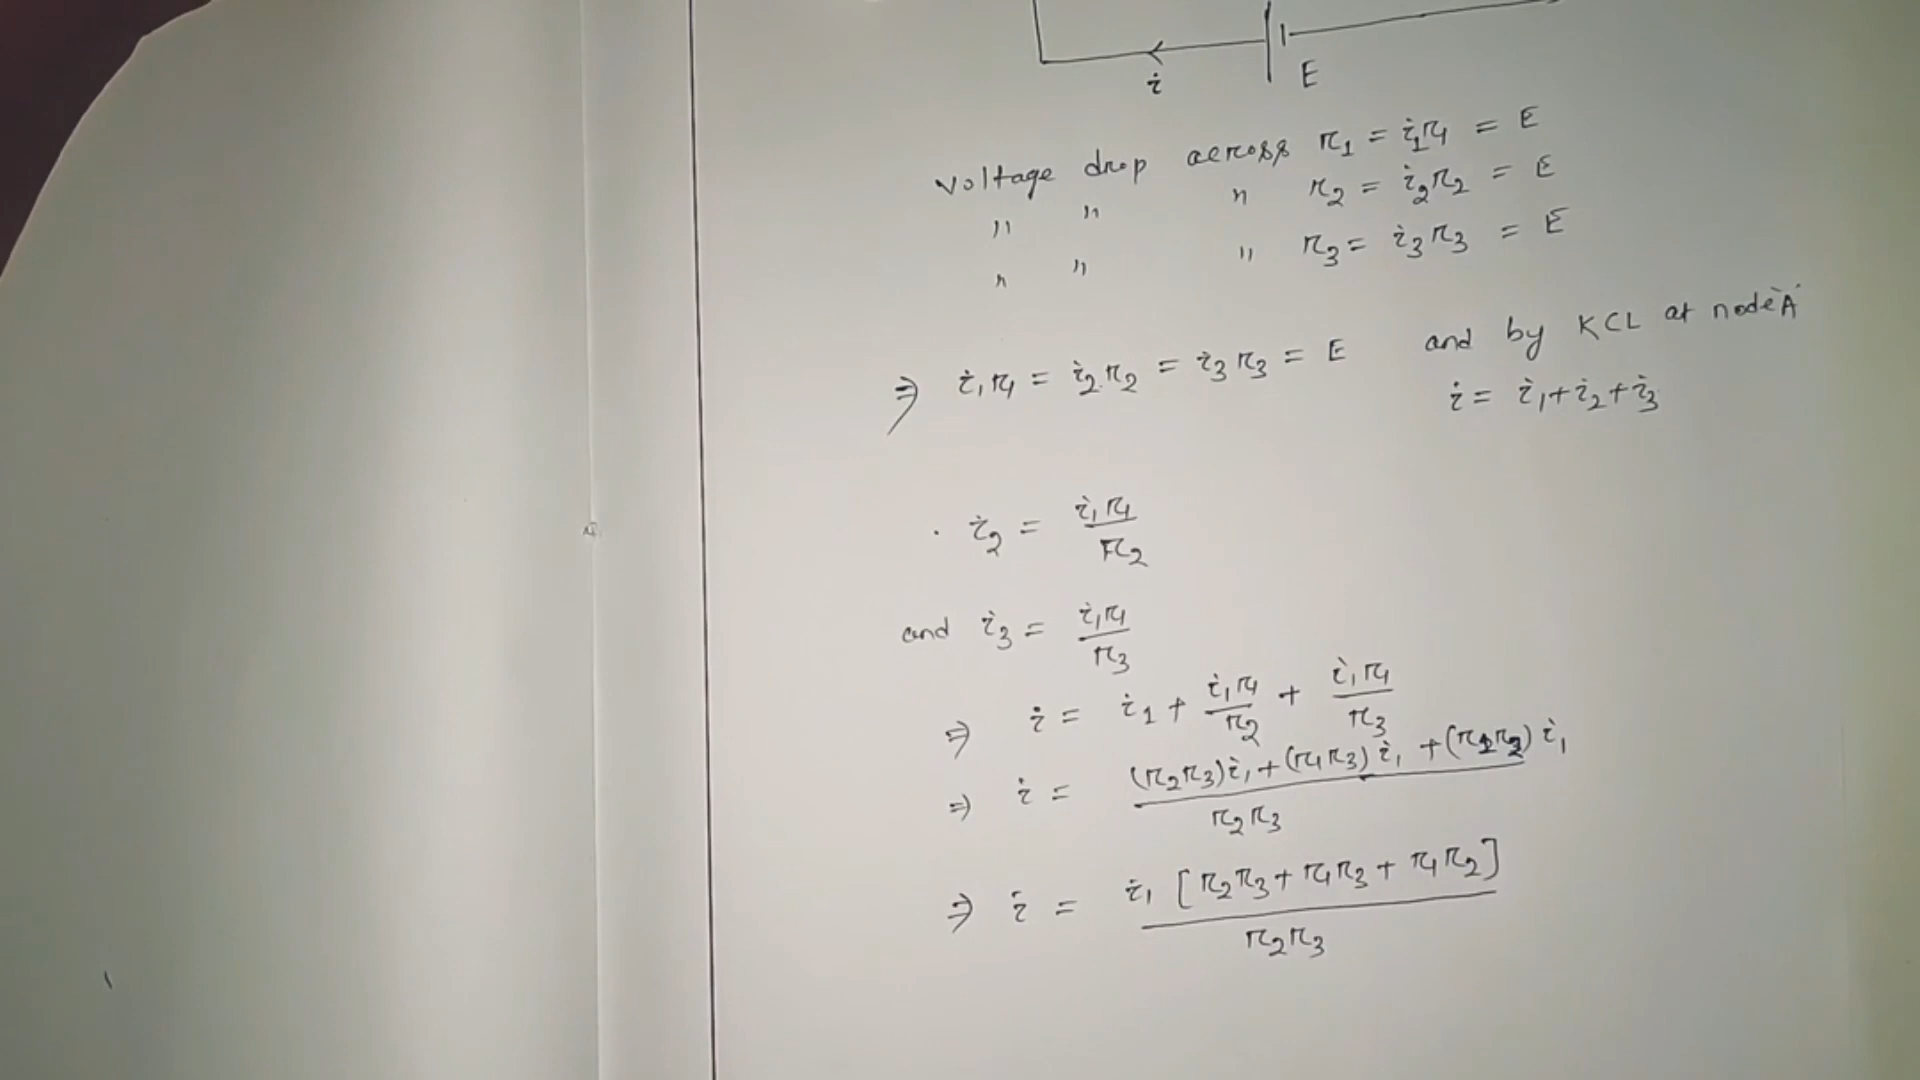 i E
Voltage drop across r₁ = i₁r₁ = E
" " " r₂ = i₂r₂ = E
" " " r₃ = i₃r₃ = E
⇒ i₁r₁ = i₂r₂ = i₃r₃ = E and by KCL at node 'A'
i = i₁+i₂+i₃
. i₂ = i₁r₁/r₂
and i₃ = i₁r₁/r₃
⇒ i = i₁ + i₁r₁/r₂ + i₁r₁/r₃
⇒ i = (r₂r₃)i₁+(r₁r₃)i₁+(r₁r₂)i₁/r₂r₃
⇒ i = i₁[r₂r₃+r₁r₃+r₁r₂]/r₂r₃